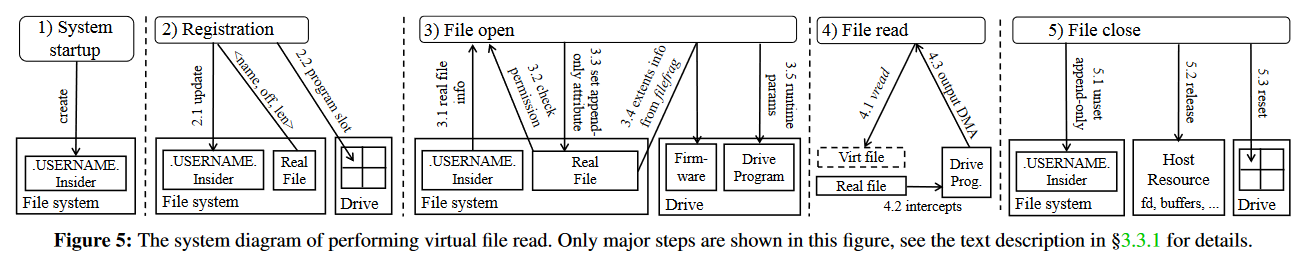 1) System
startup
create
.USERNAME.
Insider
File system
2) Registration
2.1 update
<name, off, len>
2.2 program slot
.USERNAME.
Insider
Real
File
File system
Drive
3) File open
3.1 real file
info
3.2 check
permission
3.3 set append-
only attribute
3.4 extents info
from filefrag
3.5 runtime
params
.USERNAME.
Insider
Real
File
File system
Firm-
ware
Drive
Program
Drive
4) File read
4.1 vread
4.3 output DMA
Virt file
Real file
Drive
Prog.
4.2 intercepts
5) File close
5.1 unset
append-only
5.2 release
5.3 reset
.USERNAME.
Insider
File system
Host
Resource
fd, buffers, ...
Drive
Figure 5: The system diagram of performing virtual file read. Only major steps are shown in this figure, see the text description in §3.3.1 for details.